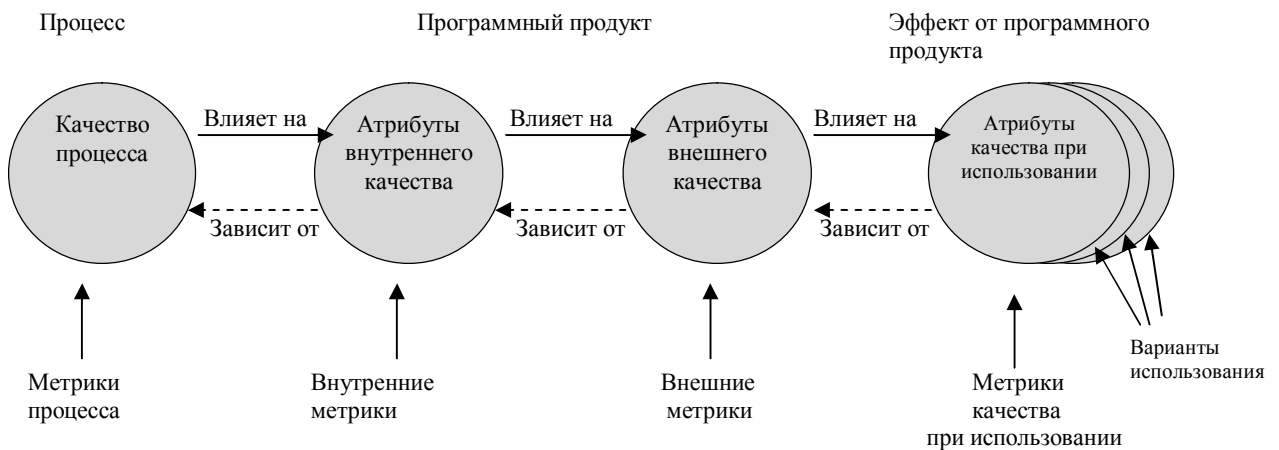 Процесс
Программный продукт
Эффект от программного
продукта
Качество
процесса
Влияет на
Зависит от
Атрибуты
внутреннего
качества
Влияет на
Зависит от
Атрибуты
внешнего
качества
Влияет на
Зависит от
Атрибуты
качества при
использовании
Метрики
процесса
Внутренние
метрики
Внешние
метрики
Метрики
качества
при использовании
Варианты
использования